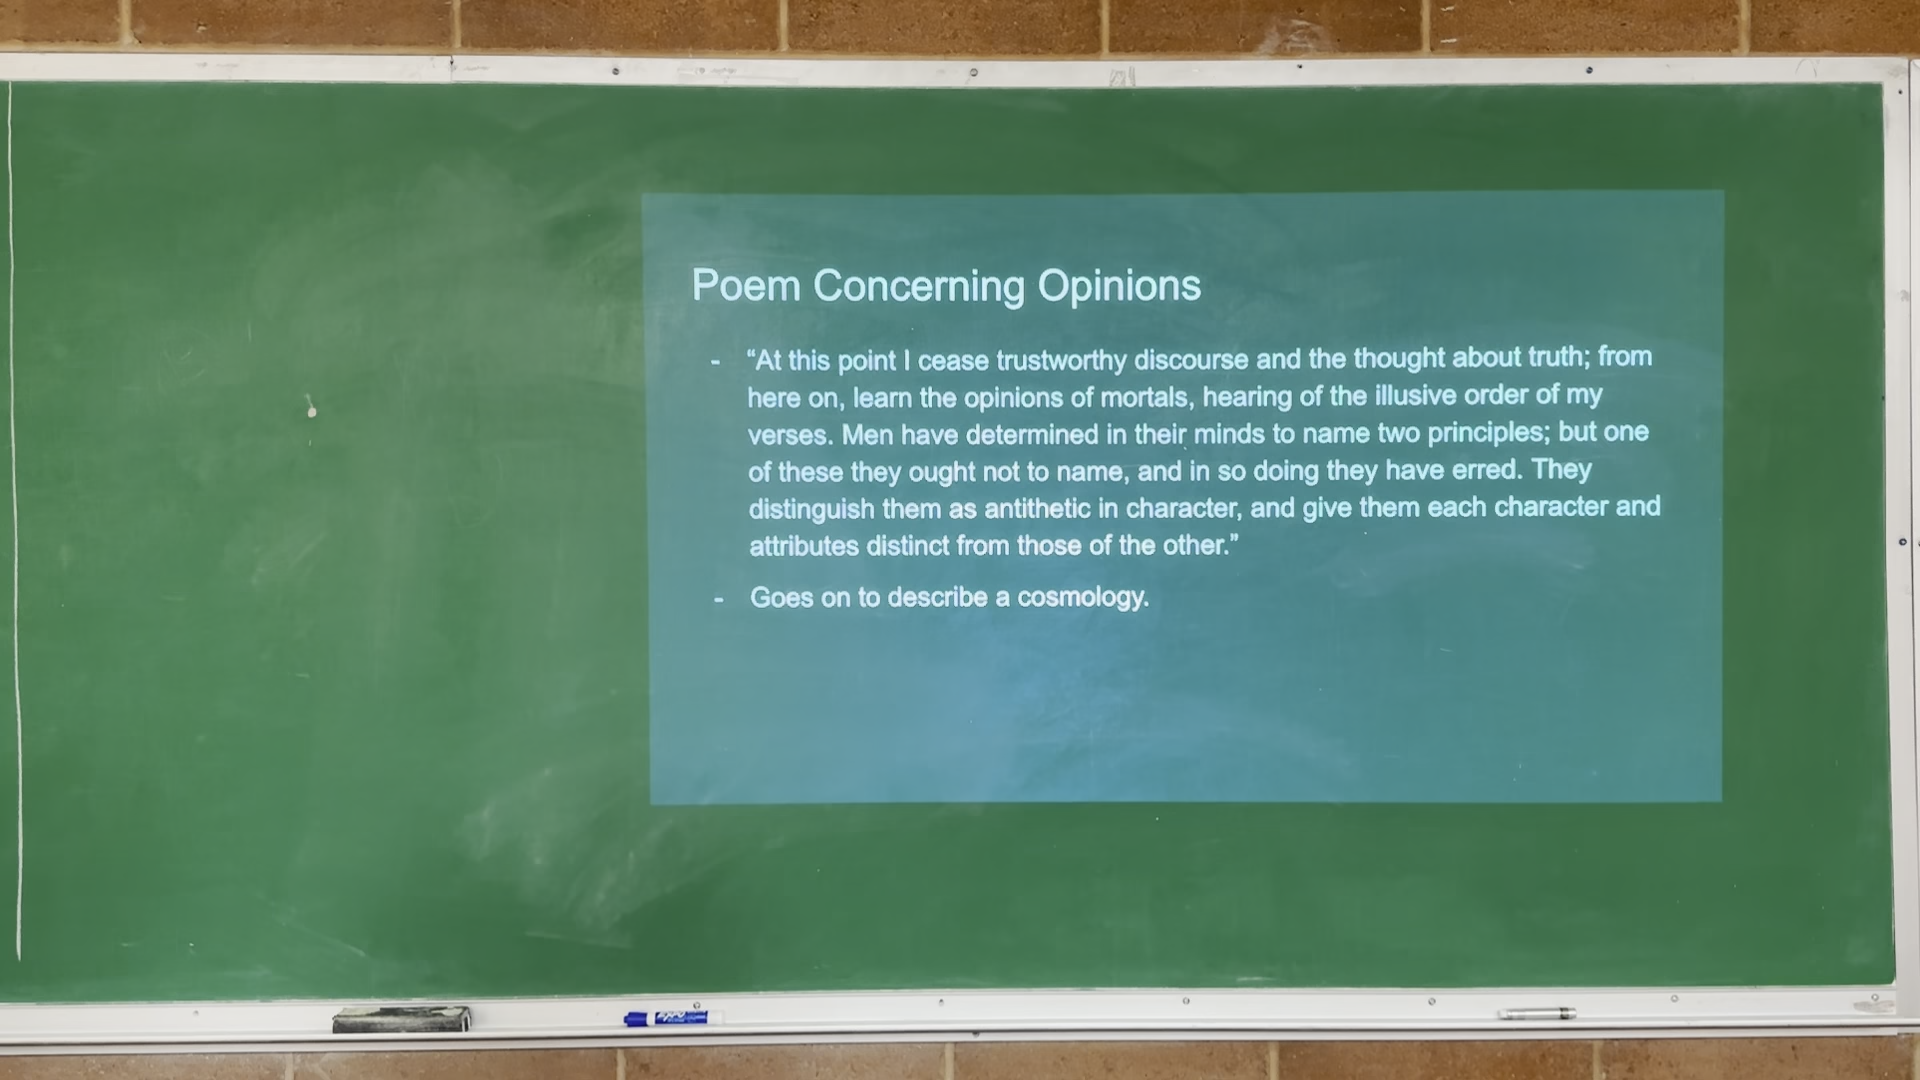 Poem Concerning Opinions
- “At this point I cease trustworthy discourse and the thought about truth; from
here on, learn the opinions of mortals, hearing of the illusive order of my
verses. Men have determined in their minds to name two principles; but one
of these they ought not to name, and in so doing they have erred. They
distinguish them as antithetic in character, and give them each character and
attributes distinct from those of the other.”
- Goes on to describe a cosmology.
EXPO